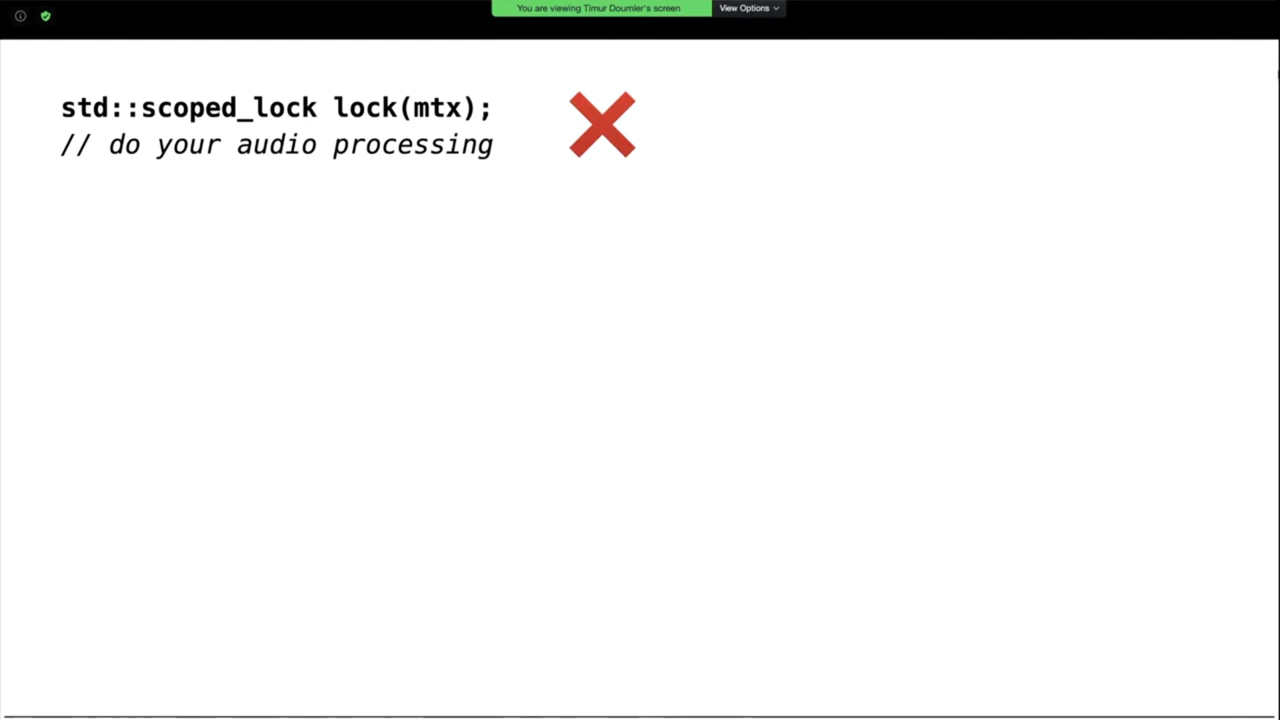 You are viewing Timur Doumler's screen
View Options
std::scoped_lock lock(mtx);
// do your audio processing